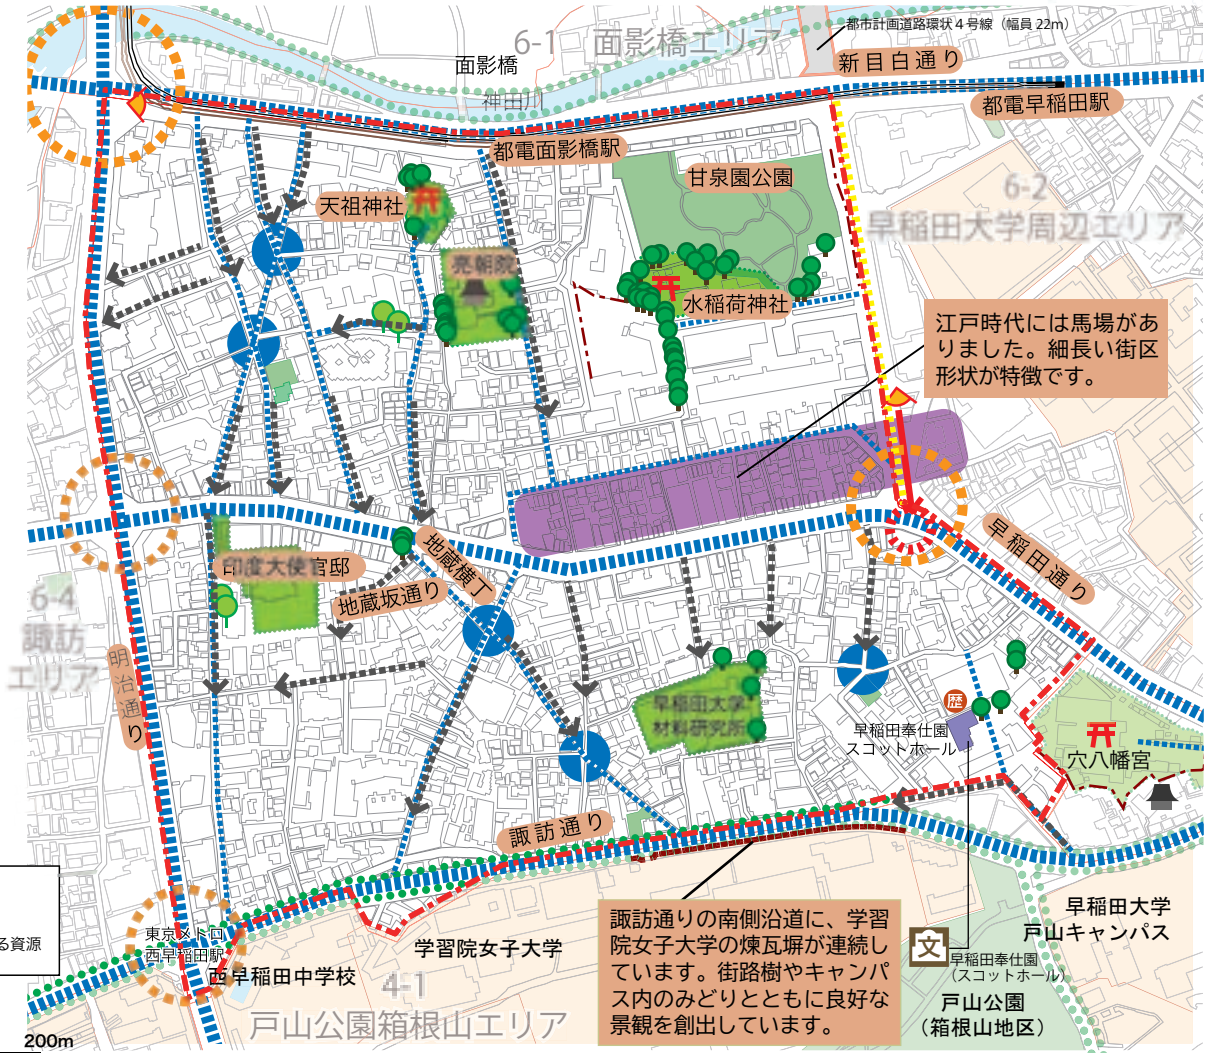 都市計画道路環状４号線（幅員 22m）
6-1 面影橋エリア
新目白通り
面影橋
神田川
都電早稲田駅
都電面影橋駅
甘泉園公園
6-2
早稲田大学周辺エリア
天祖神社
亮朝院
水稲荷神社
江戸時代には馬場があ
りました。細長い街区
形状が特徴です。
早稲田通り
地蔵横丁
印度大使官邸
地蔵坂通り
6-4
諏訪
エリア
明治通り
早稲田大学
材料研究所
歴
早稲田奉仕園
スコットホール
穴八幡宮
諏訪通り
る資源
東京メトロ
西早稲田駅
西早稲田中学校
学習院女子大学
4-1
戸山公園箱根山エリア
諏訪通りの南側沿道に、学習
院女子大学の煉瓦塀が連続し
ています。街路樹やキャンパ
ス内のみどりとともに良好な
景観を創出しています。
文
早稲田奉仕園
（スコットホール）
早稲田大学
戸山キャンパス
戸山公園
（箱根山地区）
200m